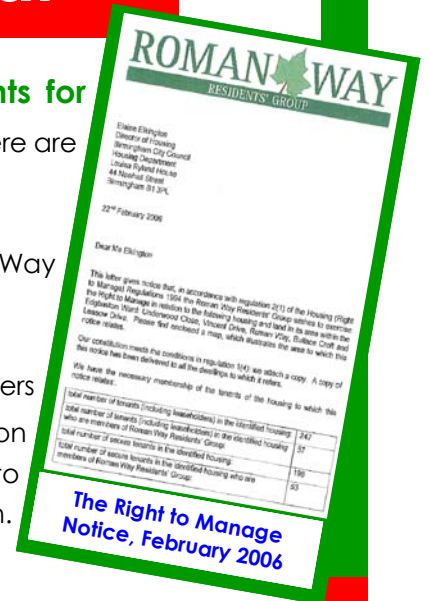 nts for
ere are
Way
ers
on
to
n.
ROMAN WAY
RESIDENTS' GROUP
Elaine Elkington
Director of Housing
Birmingham City Council
Housing Department
Louisa Ryland House
44 Newhall Street
Birmingham B1 3PL
22nd February 2006
Dear Ms Elkington
This letter gives notice that, in accordance with regulation 2(1) of the Housing (Right
to Manage) Regulations 1994 the Roman Way Residents' Group wishes to exercise
the Right to Manage in relation to the following housing and land in its area within the
Edgbaston Ward: Underwood Close, Vincent Drive, Roman Way, Bullace Croft and
Leasow Drive. Please find enclosed a map, which illustrates the area to which this
notice relates.
Our constitution meets the conditions in regulation 1(4); we attach a copy. A copy of
this notice has been delivered to all the dwellings to which it refers.
We have the necessary membership of the tenants of the housing to which this
notice relates:
total number of tenants (including leaseholders) in the identified housing: 247
total number of tenants (including leaseholders) in the identified housing
who are members of Roman Way Residents' Group: 57
total number of secure tenants in the identified housing: 196
total number of secure tenants in the identified housing who are
members of Roman Way Residents' Group: 53
The Right to Manage
Notice, February 2006